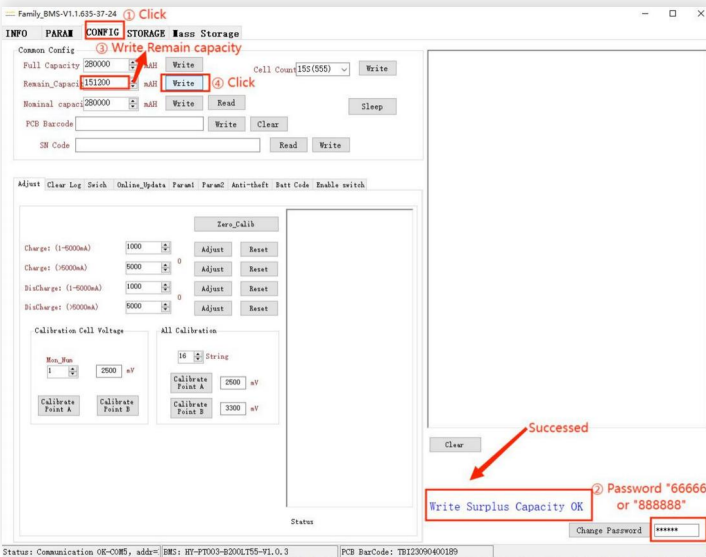 Family_BMS-V1.1.635-37-24
① Click
INFO PARAM CONFIG STORAGE Mass Storage
Common Config
③ Write Remain capacity
Full Capacity 280000 mAH Write
Cell Count 15S(555) Write
Remain_Capacit 151200 mAH Write
④ Click
Nominal capaci 280000 mAH Write Read
Sleep
PCB Barcode Write Clear
SN Code Read Write
Adjust Clear Log Swich Online_Updata Param1 Param2 Anti-theft Batt Code Enable switch
Zero_Calib
Charge: (1-5000mA) 1000 Adjust Reset
0
Charge: (>5000mA) 5000 Adjust Reset
DisCharge: (1-5000mA) 1000 Adjust Reset
0
DisCharge: (>5000mA) 5000 Adjust Reset
Calibration Cell Voltage
Mon_Num
1 2500 mV
Calibrate
Point A
Calibrate
Point B
All Calibration
16 String
Calibrate
Point A
2500 mV
Calibrate
Point B
3300 mV
Status
Clear
Successed
Write Surplus Capacity OK
② Password "66666
or "888888"
Change Password ******
Status: Communication OK-COM5, addr= BMS: HY-PT003-B200LT55-V1.0.3 PCB BarCode: TBI23090400189